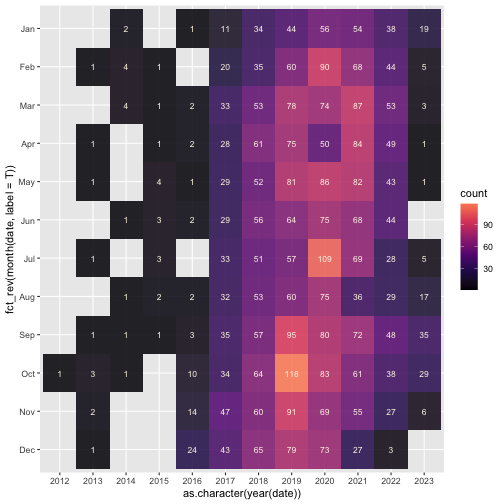 Jan 2 1 11 34 44 56 54 38 19
Feb 1 4 1 20 35 60 90 68 44 5
Mar 4 1 2 33 53 78 74 87 53 3
Apr 1 1 2 28 61 75 50 84 49 1
May 1 4 1 29 52 81 86 82 43 1
Jun 1 3 2 29 56 64 75 68 44
Jul 1 3 33 51 57 109 69 28 5
Aug 1 2 2 32 53 60 75 36 29 17
Sep 1 1 1 3 35 57 95 80 72 48 35
Oct 1 3 1 10 34 64 118 83 61 38 29
Nov 2 14 47 60 91 69 55 27 6
Dec 1 24 43 65 79 73 27 3
2012 2013 2014 2015 2016 2017 2018 2019 2020 2021 2022 2023
as.character(year(date))
fct_rev(month(date, label = T))
count
90
60
30